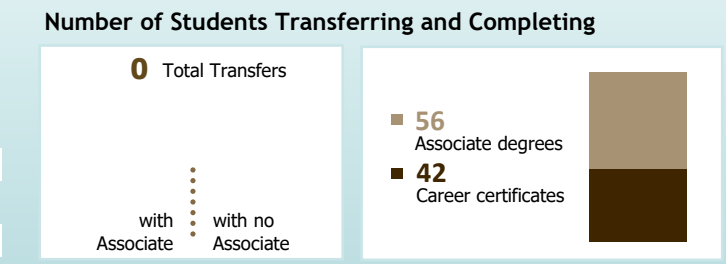 Number of Students Transferring and Completing
0 Total Transfers
with
Associate
with no
Associate
56
Associate degrees
42
Career certificates